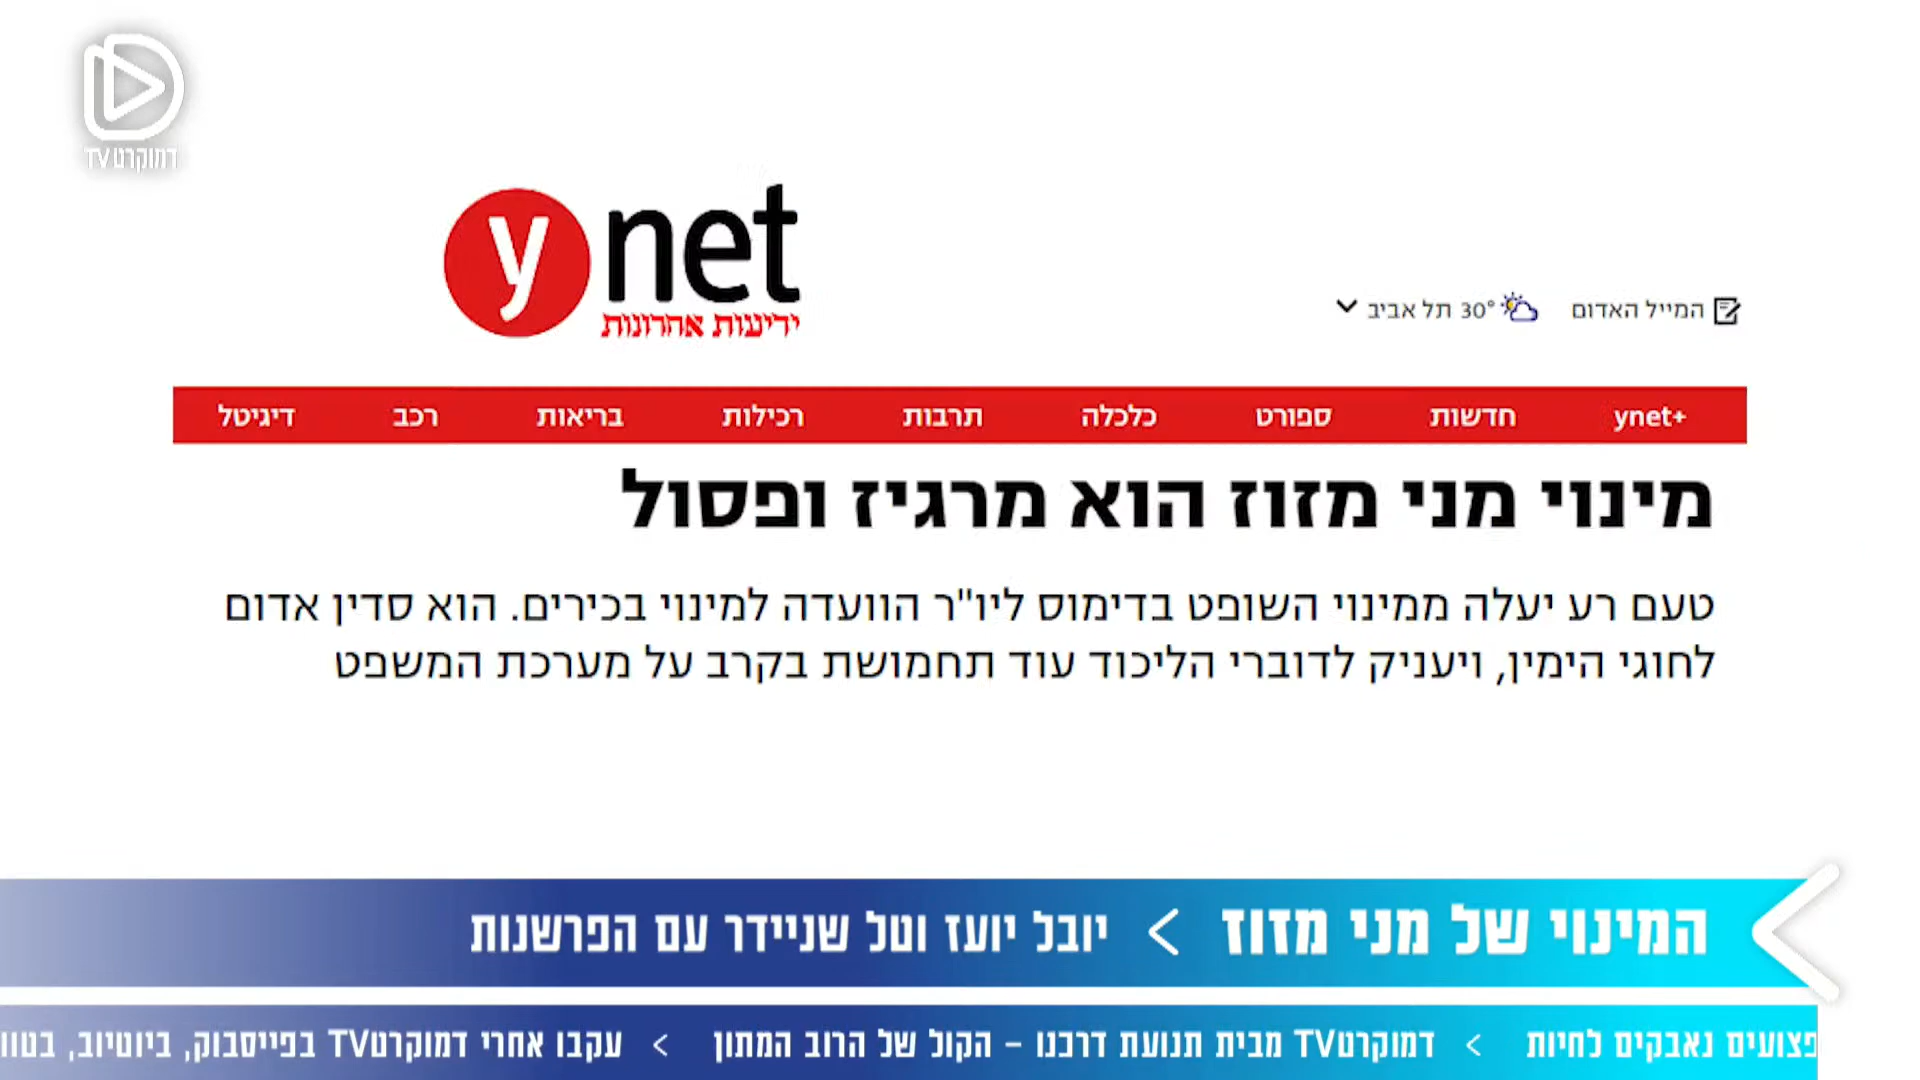 דמוקרטTV
ynet
ידיעות אחרונות
המייל האדום 30° תל אביב
ynet+ חדשות ספורט כלכלה תרבות רכילות בריאות רכב דיגיטל
מינוי מני מזוז הוא מרגיז ופסול
טעם רע יעלה ממינוי השופט בדימוס ליו"ר הוועדה למינוי בכירים. הוא סדין אדום
לחוגי הימין, ויעניק לדוברי הליכוד עוד תחמושת בקרב על מערכת המשפט
המינוי של מני מזוז > יובל יועז וטל שניידר עם הפרשנות
פצועים נאבקים לחיות > דמוקרטTV מבית תנועת דרכנו – הקול של הרוב המתון > עקבו אחרי דמוקרטTV בפייסבוק, ביוטיוב, בטוו